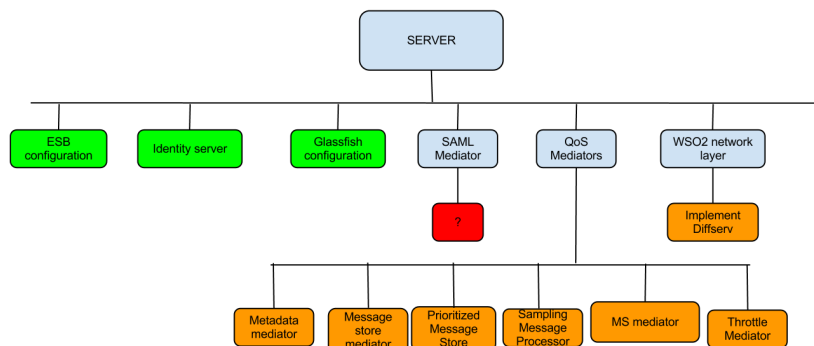 SERVER
ESB
configuration
Identity server
Glassfish
configuration
SAML
Mediator
QoS
Mediators
WSO2 network
layer
?
Implement
Diffserv
Metadata
mediator
Message
store
mediator
Prioritized
Message
Store
Sampling
Message
Processor
MS mediator
Throttle
Mediator